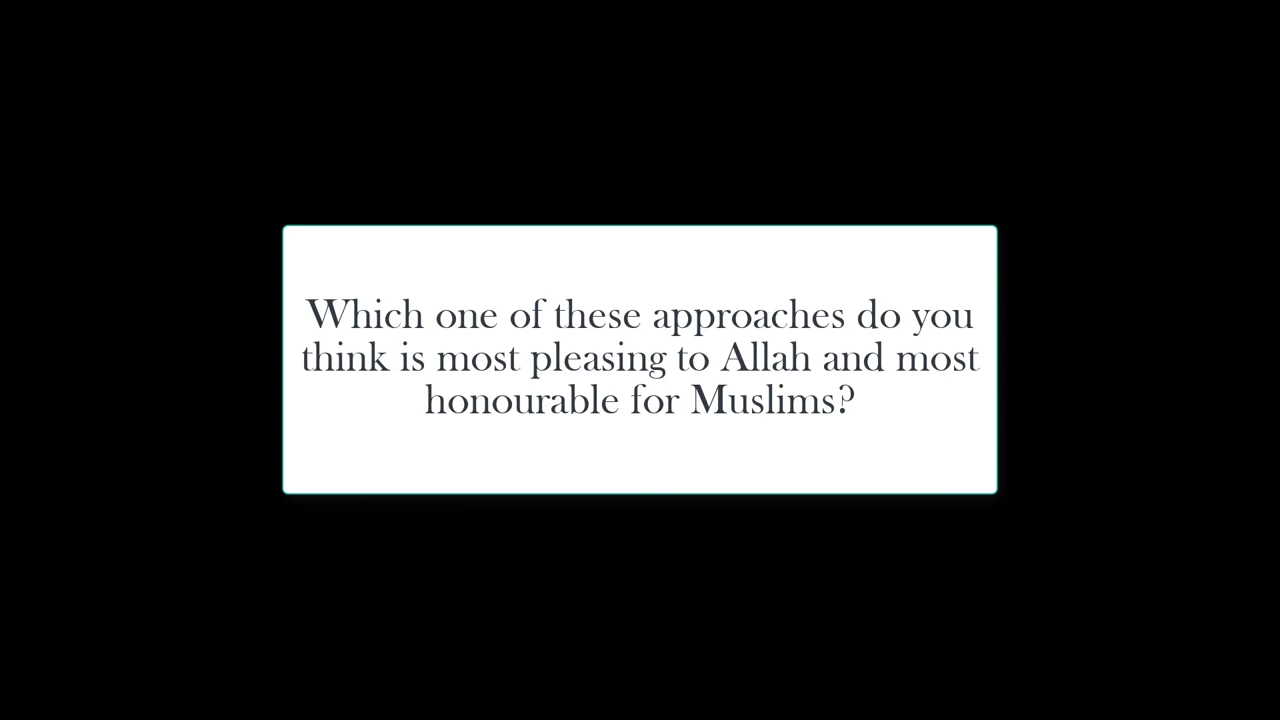 Which one of these approaches do you
think is most pleasing to Allah and most
honourable for Muslims?